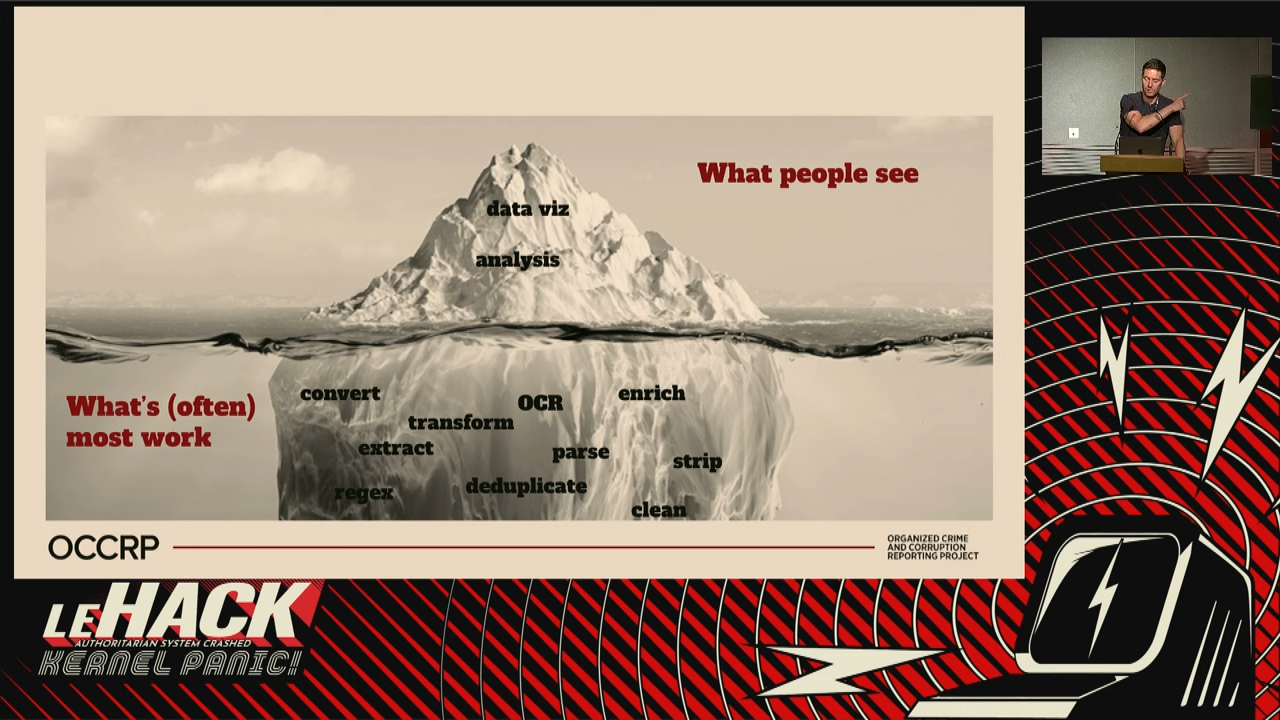 What people see
data viz
analysis
What's (often)
most work
convert
OCR
enrich
transform
extract
parse
strip
regex
deduplicate
clean
OCCRP
ORGANIZED CRIME
AND CORRUPTION
REPORTING PROJECT
LEHACK
AUTHORITARIAN SYSTEM CRASHED
KERNEL PANIC!